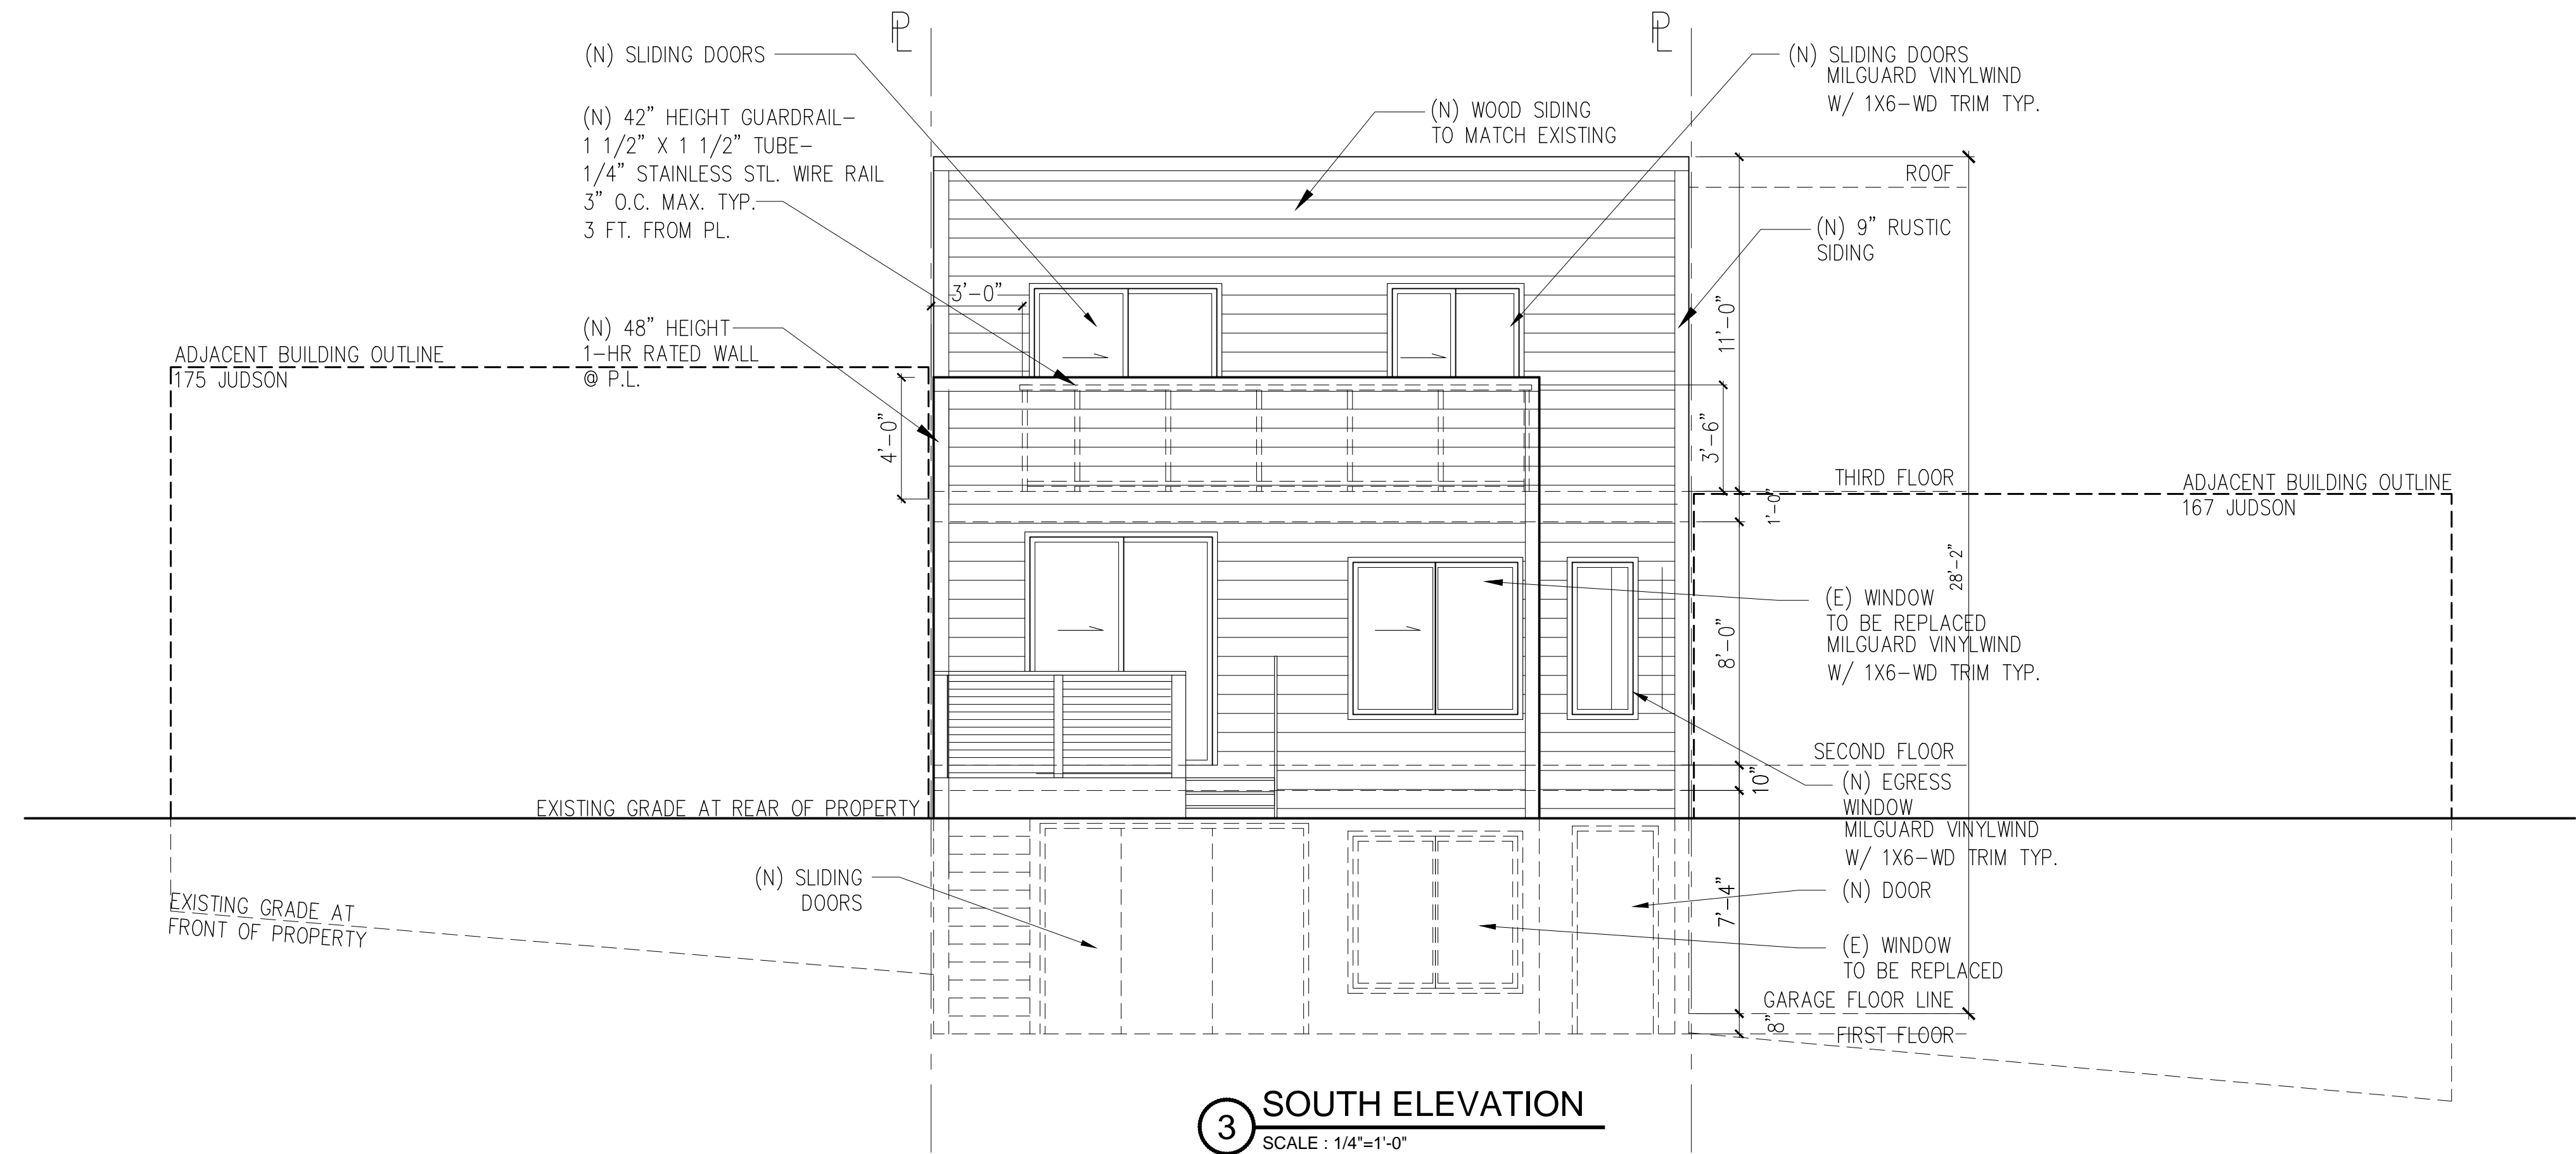 PL
PL
(N) SLIDING DOORS
(N) 42” HEIGHT GUARDRAIL-
1 1/2” X 1 1/2” TUBE-
1/4” STAINLESS STL. WIRE RAIL
3” O.C. MAX. TYP.
3 FT. FROM PL.
(N) WOOD SIDING
TO MATCH EXISTING
(N) SLIDING DOORS
MILGUARD VINYLWIND
W/ 1X6-WD TRIM TYP.
ROOF
(N) 9” RUSTIC
SIDING
3'-0”
11'-0”
(N) 48” HEIGHT
1-HR RATED WALL
@ P.L.
ADJACENT BUILDING OUTLINE
175 JUDSON
4'-0”
3'-6”
THIRD FLOOR
1'-0”
ADJACENT BUILDING OUTLINE
167 JUDSON
28'-2”
(E) WINDOW
TO BE REPLACED
MILGUARD VINYLWIND
W/ 1X6-WD TRIM TYP.
8'-0”
SECOND FLOOR
10”
(N) EGRESS
WINDOW
MILGUARD VINYLWIND
W/ 1X6-WD TRIM TYP.
EXISTING GRADE AT REAR OF PROPERTY
(N) SLIDING
DOORS
(N) DOOR
7'-4”
EXISTING GRADE AT
FRONT OF PROPERTY
(E) WINDOW
TO BE REPLACED
GARAGE FLOOR LINE
8”
FIRST FLOOR
3
SOUTH ELEVATION
SCALE : 1/4"=1'-0"